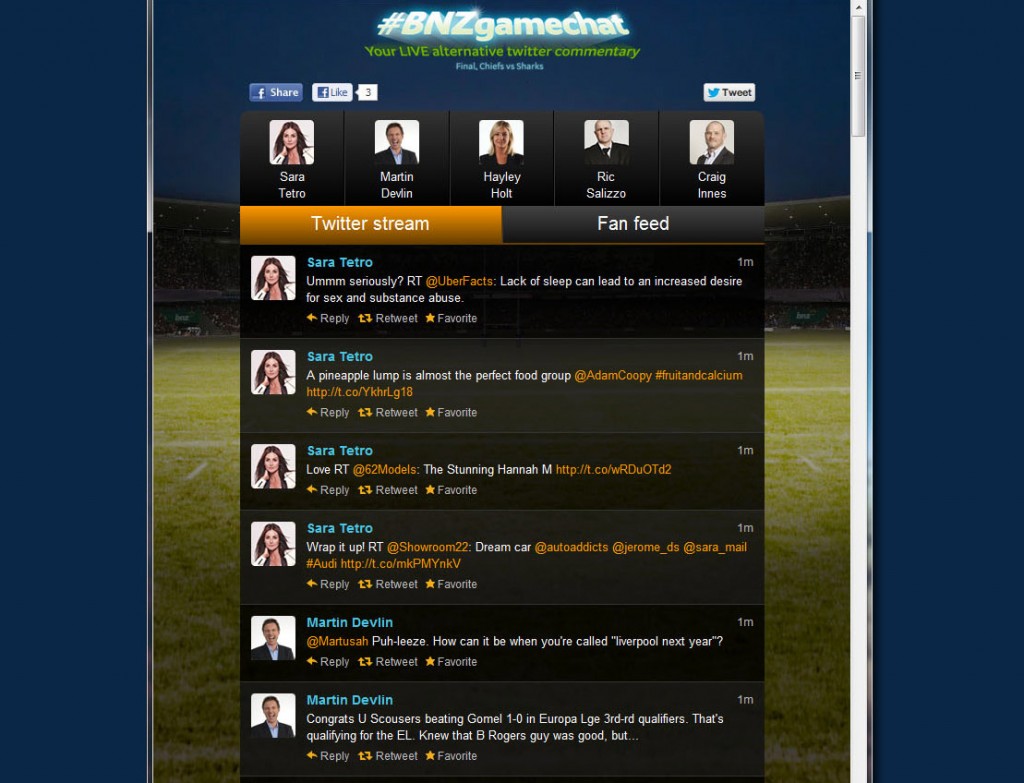 #BNZgamechat
Your LIVE alternative twitter commentary
Final, Chiefs vs Sharks
Share
Like
3
Tweet
Sara
Tetro
Martin
Devlin
Hayley
Holt
Ric
Salizzo
Craig
Innes
Twitter stream
Fan feed
Sara Tetro 1m
Ummm seriously? RT @UberFacts: Lack of sleep can lead to an increased desire
for sex and substance abuse.
Reply Retweet Favorite
Sara Tetro 1m
A pineapple lump is almost the perfect food group @AdamCoopy #fruitandcalcium
http://t.co/YkhrLg18
Reply Retweet Favorite
Sara Tetro 1m
Love RT @62Models: The Stunning Hannah M http://t.co/wRDuOTd2
Reply Retweet Favorite
Sara Tetro 1m
Wrap it up! RT @Showroom22: Dream car @autoaddicts @jerome_ds @sara_mail
#Audi http://t.co/mkPMYnkV
Reply Retweet Favorite
Martin Devlin 1m
@Martusah Puh-leeze. How can it be when you're called "liverpool next year"?
Reply Retweet Favorite
Martin Devlin 1m
Congrats U Scousers beating Gomel 1-0 in Europa Lge 3rd-rd qualifiers. That's
qualifying for the EL. Knew that B Rogers guy was good, but...
Reply Retweet Favorite